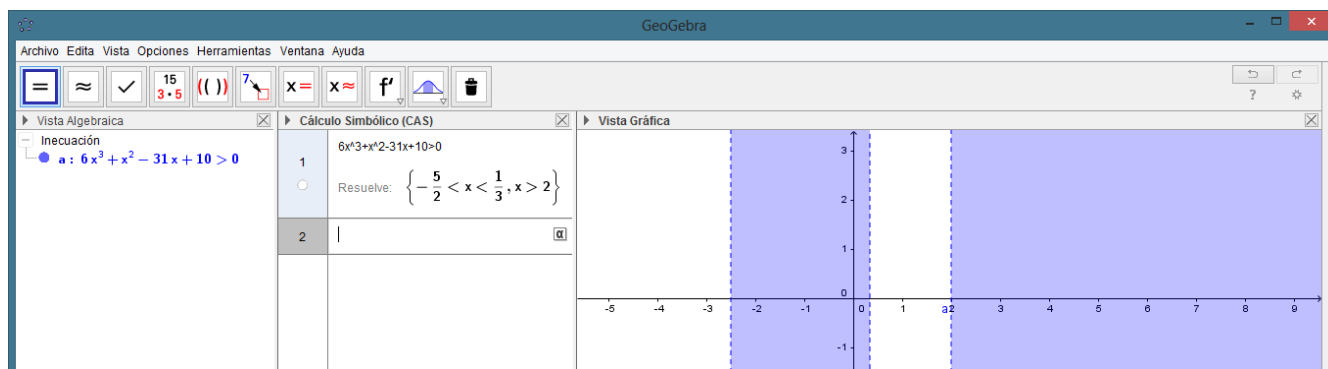 GeoGebra
Archivo Edita Vista Opciones Herramientas Ventana Ayuda
= ≈ ✓ 15 3·5 (( )) 7 x= x≈ f′
?
Vista Algebraica
Inecuación
a : 6x³ + x² − 31x + 10 > 0
Cálculo Simbólico (CAS)
1
6x^3+x^2-31x+10>0
Resuelve: {−5/2 < x < 1/3, x > 2}
2
α
Vista Gráfica
3
2
1
0
-5 -4 -3 -2 -1 0 1 a2 3 4 5 6 7 8 9
-1